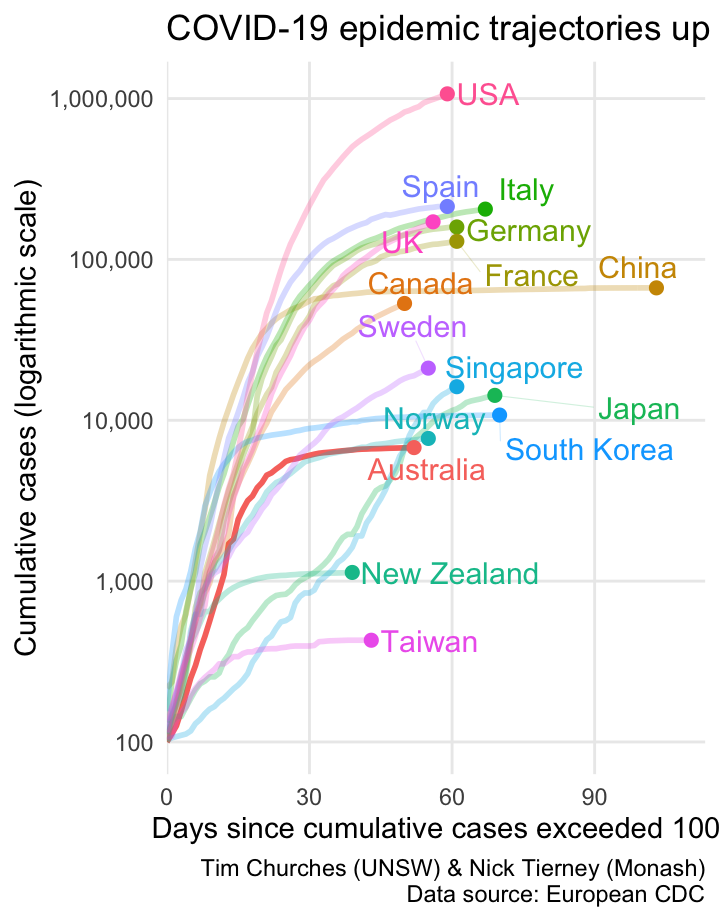 COVID-19 epidemic trajectories up
1,000,000
100,000
10,000
1,000
100
Cumulative cases (logarithmic scale)
USA
Spain
Italy
UK
Germany
France
China
Canada
Sweden
Singapore
Japan
Norway
South Korea
Australia
New Zealand
Taiwan
0 30 60 90
Days since cumulative cases exceeded 100
Tim Churches (UNSW) & Nick Tierney (Monash)
Data source: European CDC